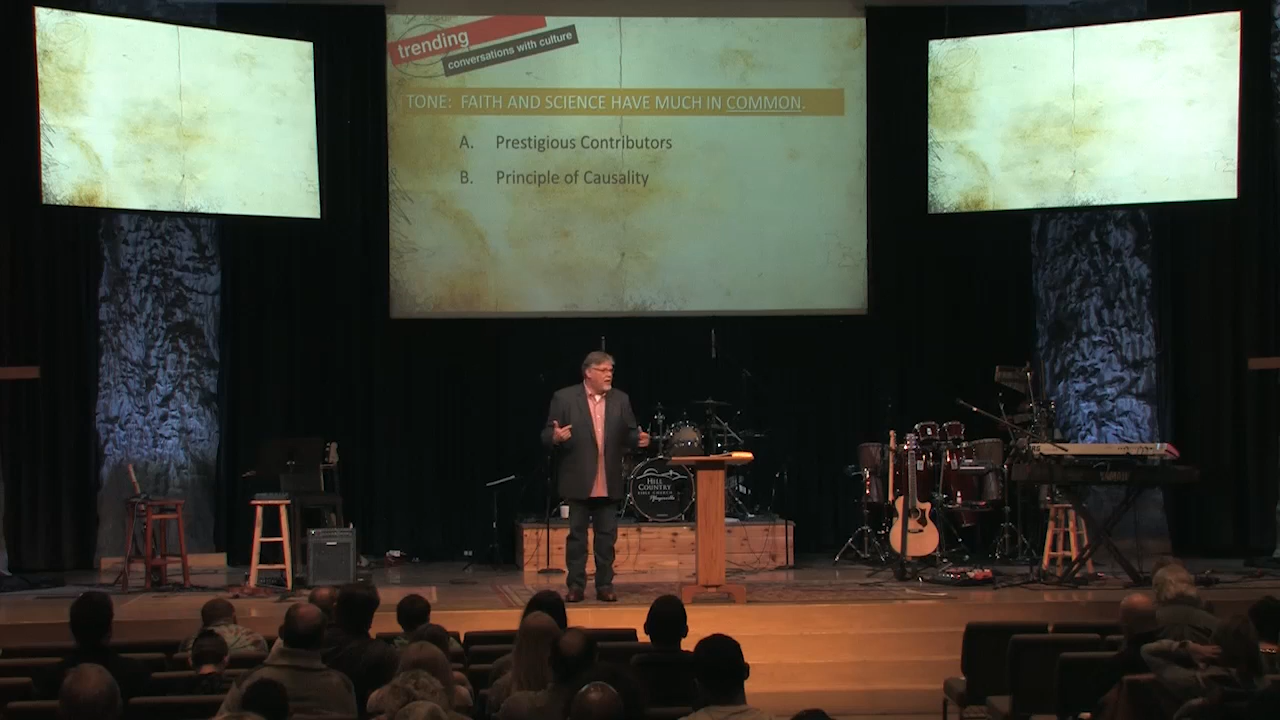 trending
conversations with culture
TONE: FAITH AND SCIENCE HAVE MUCH IN COMMON.
A. Prestigious Contributors
B. Principle of Causality
HILL
COUNTRY
BIBLE CHURCH